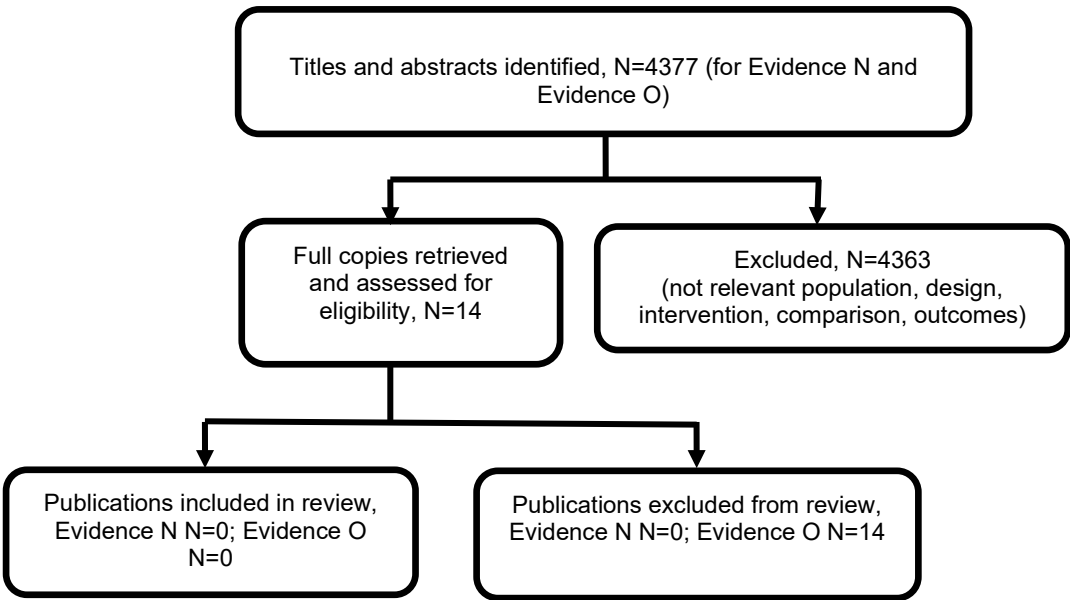 Titles and abstracts identified, N=4377 (for Evidence N and
Evidence O)
Full copies retrieved
and assessed for
eligibility, N=14
Excluded, N=4363
(not relevant population, design,
intervention, comparison, outcomes)
Publications included in review,
Evidence N N=0; Evidence O
N=0
Publications excluded from review,
Evidence N N=0; Evidence O N=14